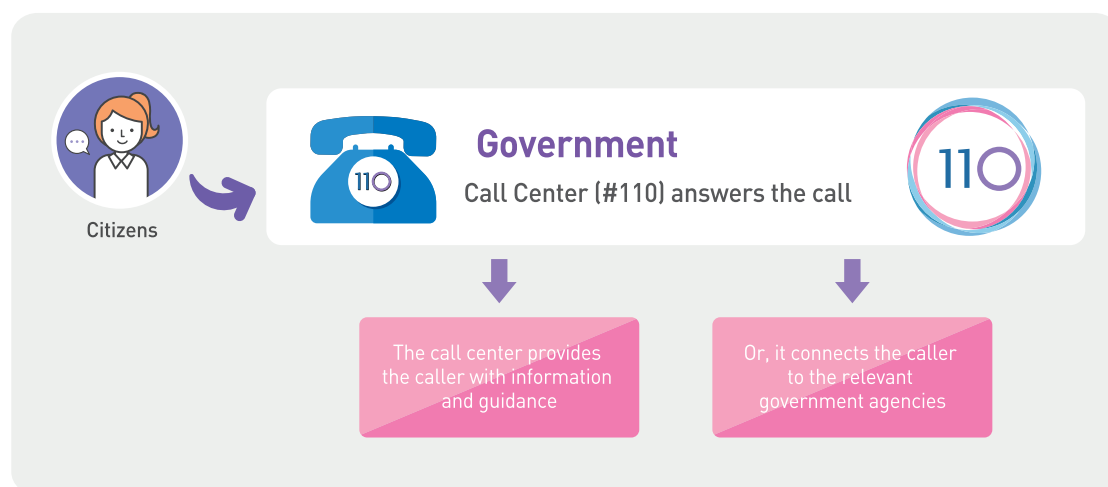 Citizens
110
Government
Call Center (#110) answers the call
110
The call center provides
the caller with information
and guidance
Or, it connects the caller
to the relevant
government agencies